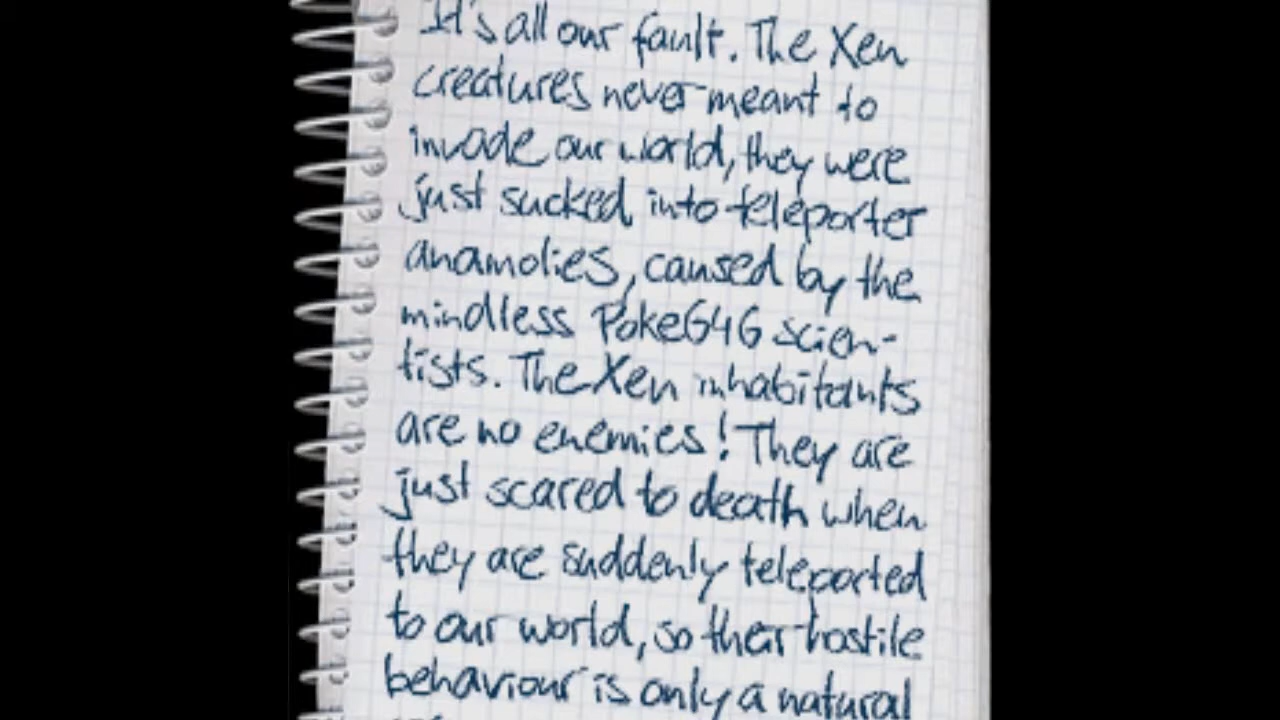 It's all our fault. The Xen
creatures never meant to
invade our world, they were
just sucked into teleporter
anamolies, caused by the
mindless Poke646 scien-
tists. The Xen inhabitants
are no enemies! They are
just scared to death when
they are suddenly teleported
to our world, so their hostile
behaviour is only a natural